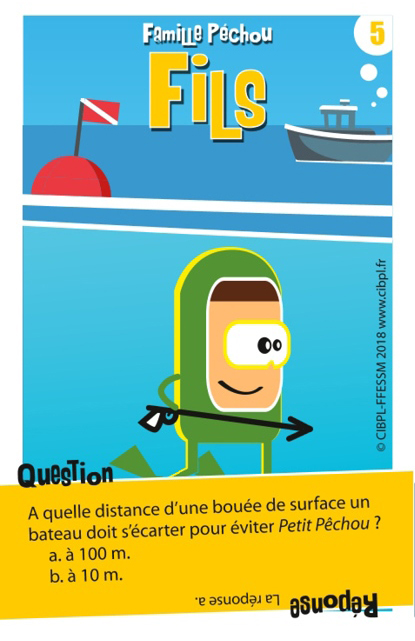 Famille Péchou
5
Fils
© CIBPL-FFESSM 2018 www.cibpl.fr
Question
A quelle distance d'une bouée de surface un
bateau doit s'écarter pour éviter Petit Pêchou ?
a. à 100 m.
b. à 10 m.
Réponse
La réponse a.